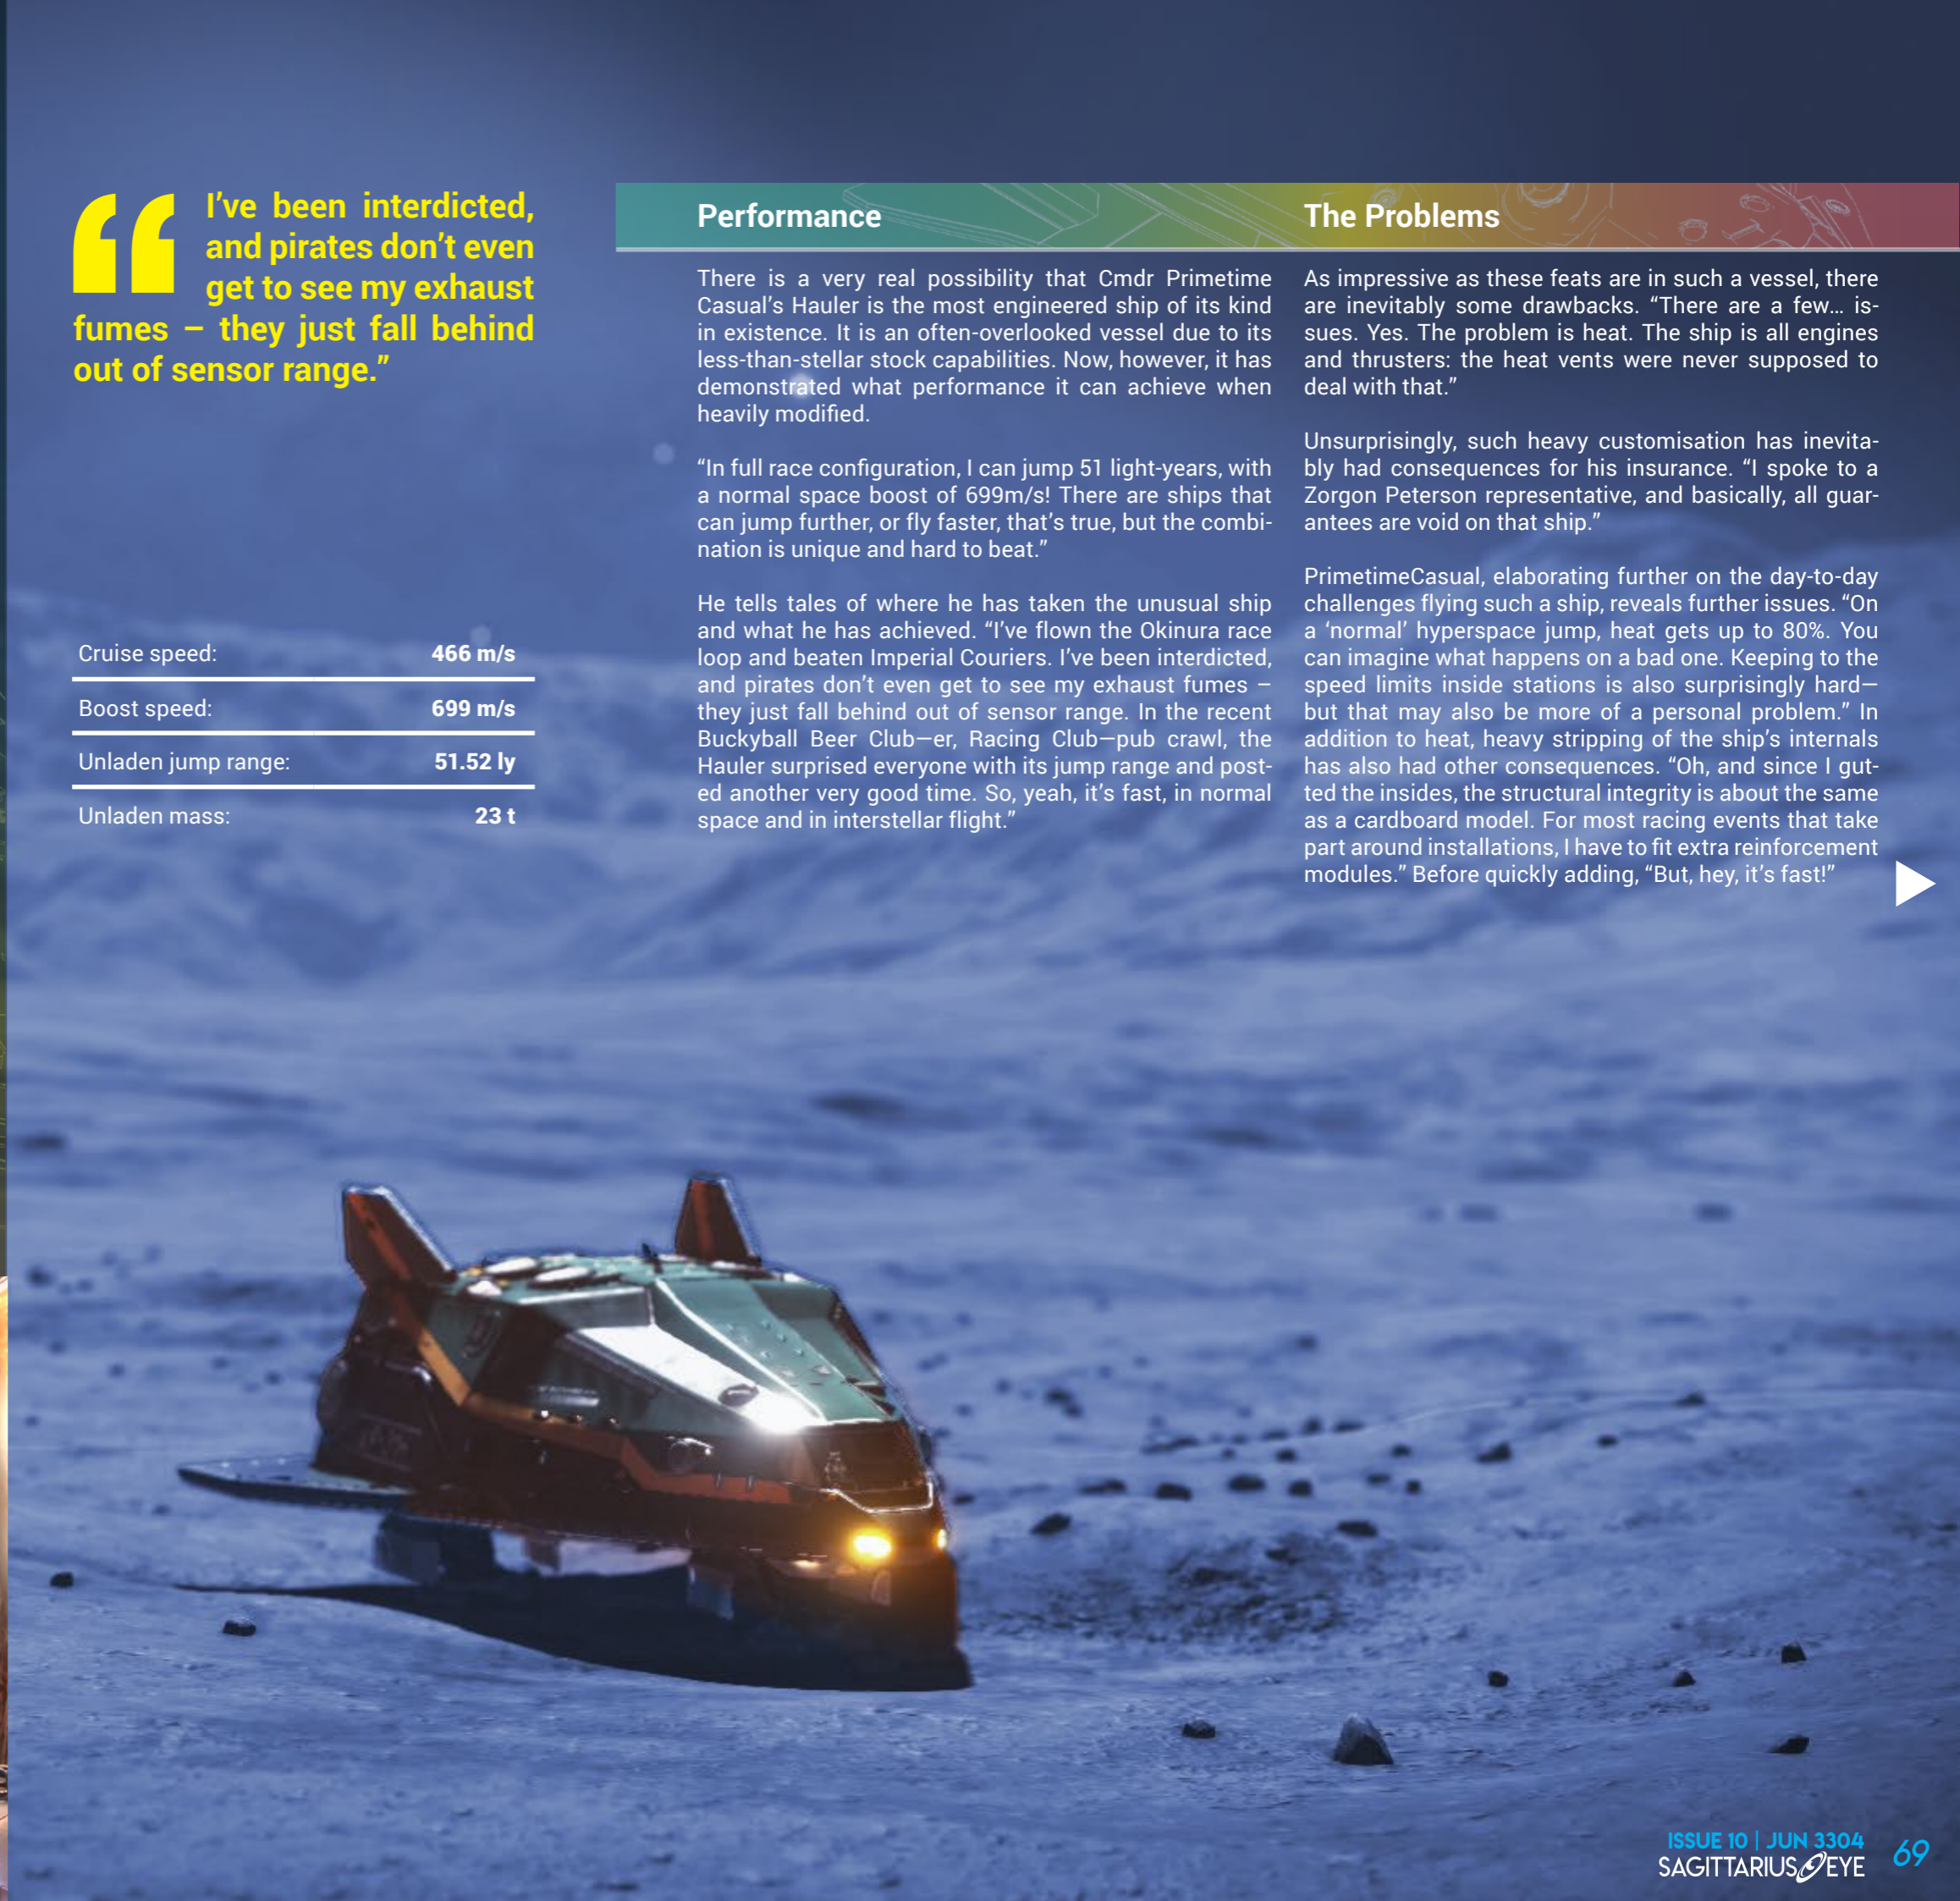 I've been interdicted,
and pirates don't even
get to see my exhaust
fumes – they just fall behind
out of sensor range.”
Cruise speed: 466 m/s
Boost speed: 699 m/s
Unladen jump range: 51.52 ly
Unladen mass: 23 t
Performance
There is a very real possibility that Cmdr Primetime
Casual's Hauler is the most engineered ship of its kind
in existence. It is an often-overlooked vessel due to its
less-than-stellar stock capabilities. Now, however, it has
demonstrated what performance it can achieve when
heavily modified.
“In full race configuration, I can jump 51 light-years, with
a normal space boost of 699m/s! There are ships that
can jump further, or fly faster, that's true, but the combi-
nation is unique and hard to beat.”
He tells tales of where he has taken the unusual ship
and what he has achieved. “I've flown the Okinura race
loop and beaten Imperial Couriers. I've been interdicted,
and pirates don't even get to see my exhaust fumes –
they just fall behind out of sensor range. In the recent
Buckyball Beer Club—er, Racing Club—pub crawl, the
Hauler surprised everyone with its jump range and post-
ed another very good time. So, yeah, it's fast, in normal
space and in interstellar flight.”
The Problems
As impressive as these feats are in such a vessel, there
are inevitably some drawbacks. “There are a few… is-
sues. Yes. The problem is heat. The ship is all engines
and thrusters: the heat vents were never supposed to
deal with that.”
Unsurprisingly, such heavy customisation has inevita-
bly had consequences for his insurance. “I spoke to a
Zorgon Peterson representative, and basically, all guar-
antees are void on that ship.”
PrimetimeCasual, elaborating further on the day-to-day
challenges flying such a ship, reveals further issues. “On
a ‘normal’ hyperspace jump, heat gets up to 80%. You
can imagine what happens on a bad one. Keeping to the
speed limits inside stations is also surprisingly hard—
but that may also be more of a personal problem.” In
addition to heat, heavy stripping of the ship's internals
has also had other consequences. “Oh, and since I gut-
ted the insides, the structural integrity is about the same
as a cardboard model. For most racing events that take
part around installations, I have to fit extra reinforcement
modules.” Before quickly adding, “But, hey, it's fast!”
ISSUE 10 | JUN 3304
SAGITTARIUS EYE
69